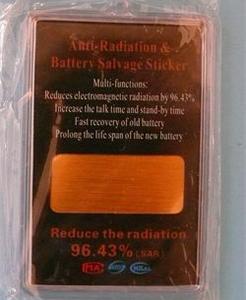 Anti-Radiation &
Battery Salvage Sticker
Multi-functions:
Reduces electromagnetic radiation by 96.43%
Increase the talk time and stand-by time
Fast recovery of old battery
Prolong the life span of the new battery
Reduce the radiation
96.43% (SAR)